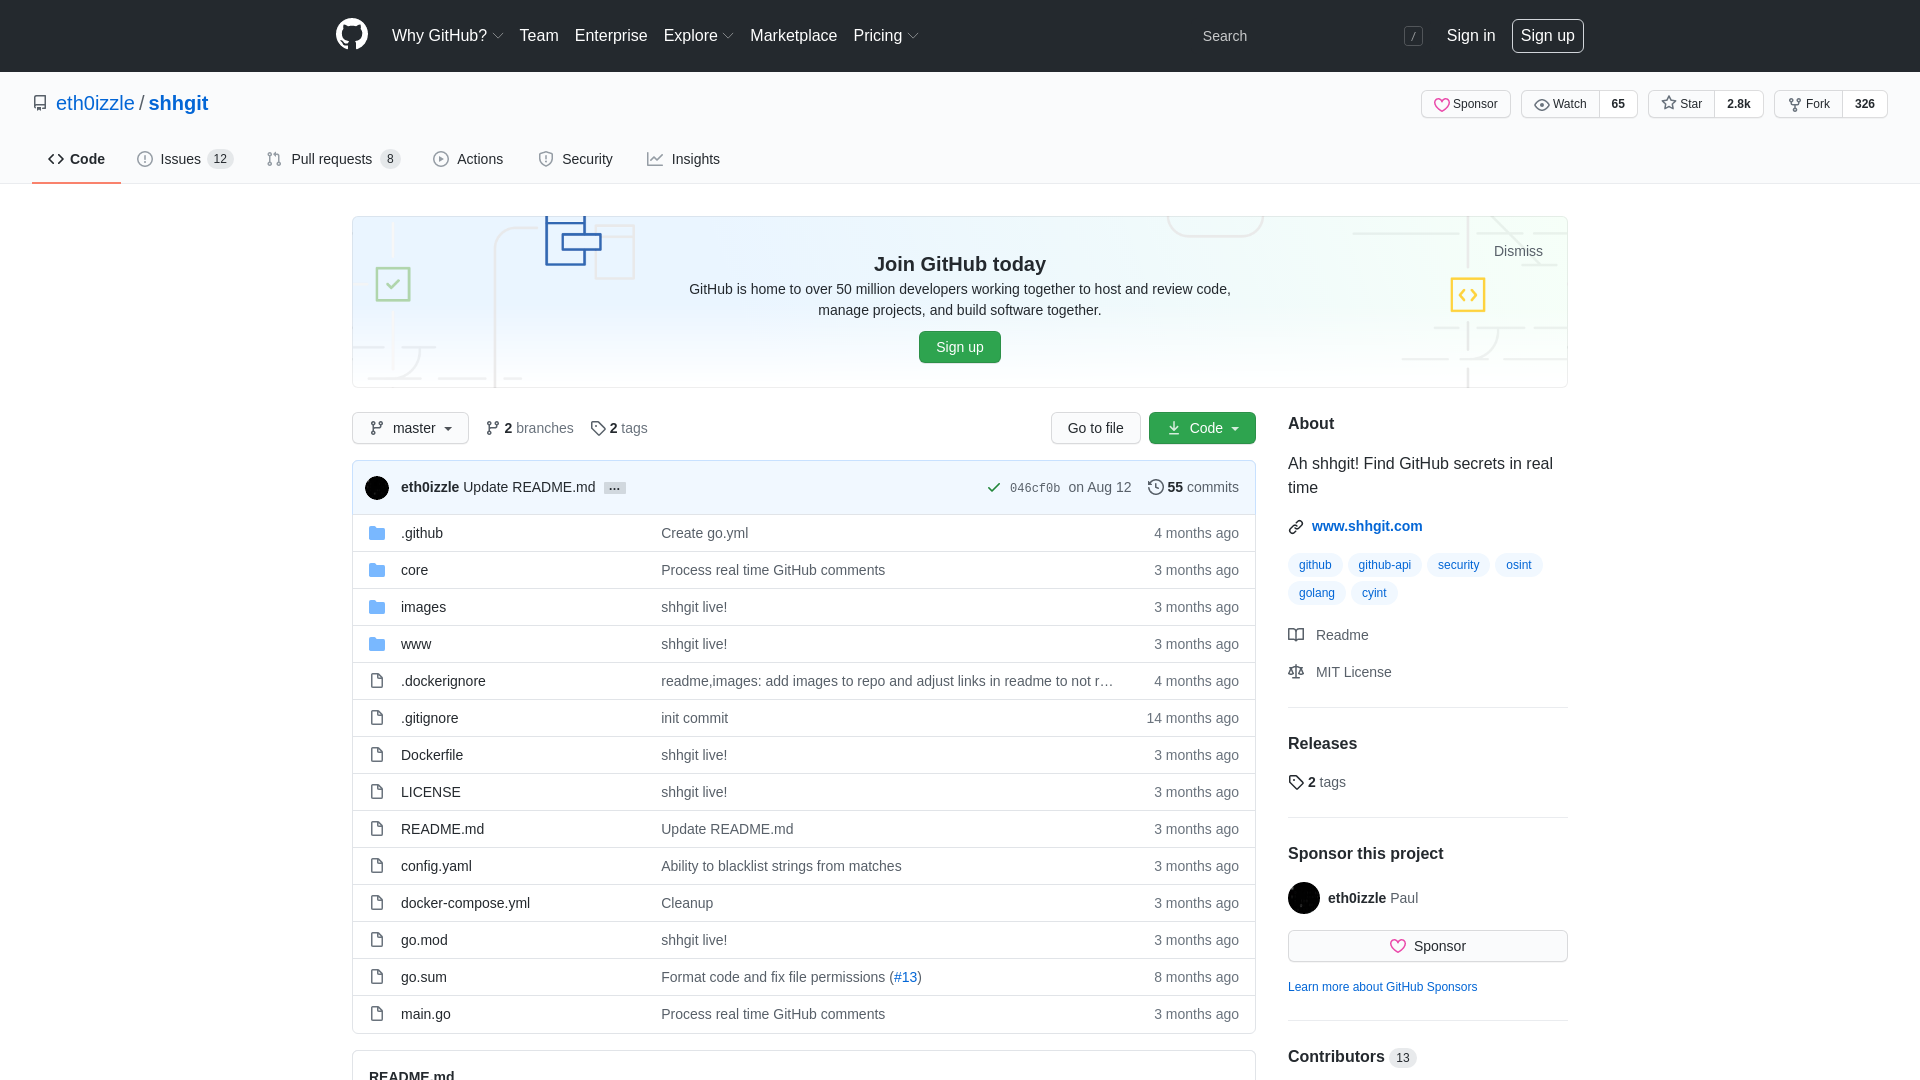 Why GitHub? Team Enterprise Explore Marketplace Pricing Search / Sign in Sign up
eth0izzle / shhgit Sponsor Watch 65 Star 2.8k Fork 326
Code Issues 12 Pull requests 8 Actions Security Insights
Dismiss
Join GitHub today
GitHub is home to over 50 million developers working together to host and review code,
manage projects, and build software together.
Sign up
master 2 branches 2 tags Go to file Code
eth0izzle Update README.md … 046cf0b on Aug 12 55 commits
.github Create go.yml 4 months ago
core Process real time GitHub comments 3 months ago
images shhgit live! 3 months ago
www shhgit live! 3 months ago
.dockerignore readme,images: add images to repo and adjust links in readme to not r… 4 months ago
.gitignore init commit 14 months ago
Dockerfile shhgit live! 3 months ago
LICENSE shhgit live! 3 months ago
README.md Update README.md 3 months ago
config.yaml Ability to blacklist strings from matches 3 months ago
docker-compose.yml Cleanup 3 months ago
go.mod shhgit live! 3 months ago
go.sum Format code and fix file permissions (#13) 8 months ago
main.go Process real time GitHub comments 3 months ago
README.md
About
Ah shhgit! Find GitHub secrets in real
time
www.shhgit.com
github github-api security osint
golang cyint
Readme
MIT License
Releases
2 tags
Sponsor this project
eth0izzle Paul
Sponsor
Learn more about GitHub Sponsors
Contributors 13